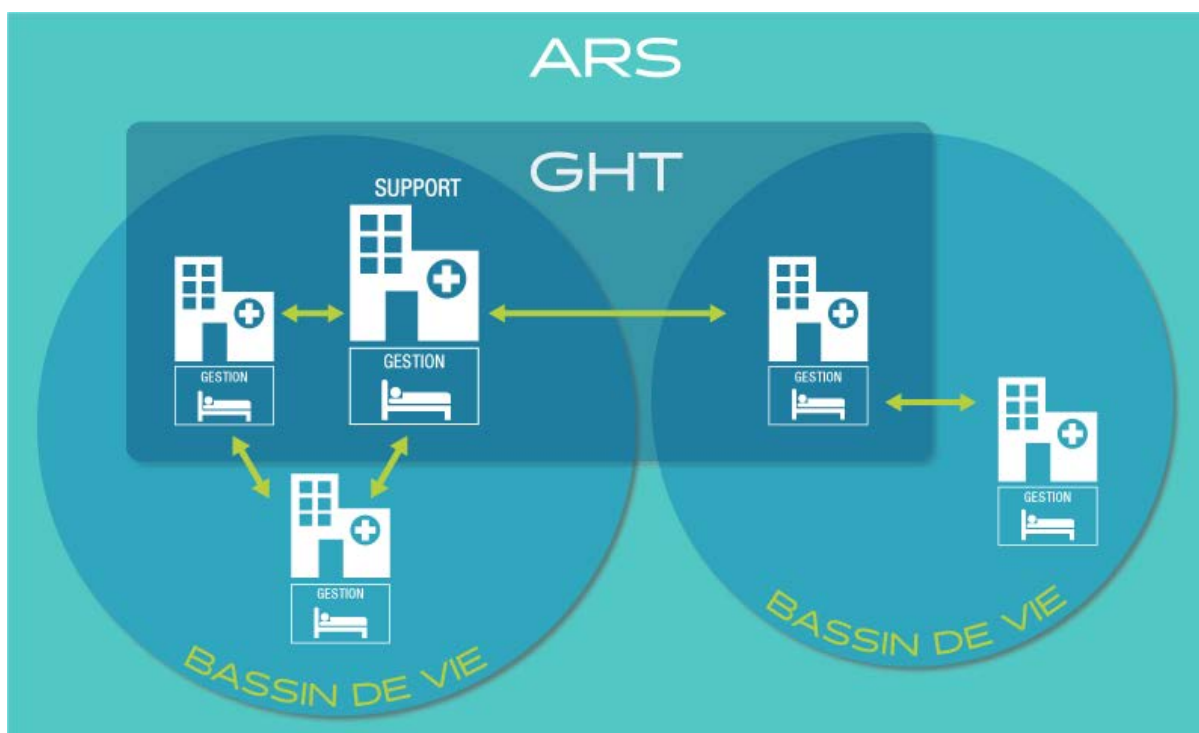 ARS
GHT
SUPPORT
GESTION
GESTION
GESTION
GESTION
GESTION
BASSIN DE VIE
BASSIN DE VIE